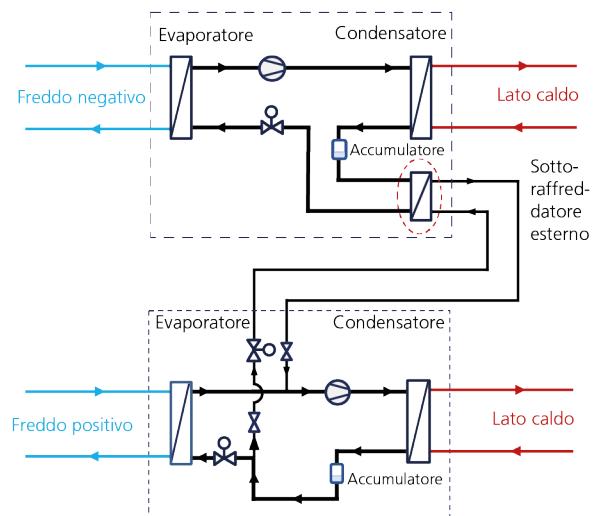 Evaporatore
Condensatore
Freddo negativo
Lato caldo
Accumulatore
Sotto-
raffred-
datore
esterno
Evaporatore
Condensatore
Freddo positivo
Lato caldo
Accumulatore